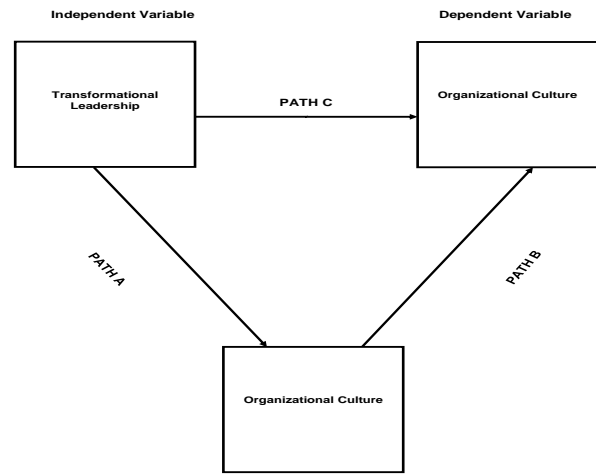 Independent Variable
Dependent Variable
Transformational
Leadership
PATH C
Organizational Culture
PATH A
PATH B
Organizational Culture